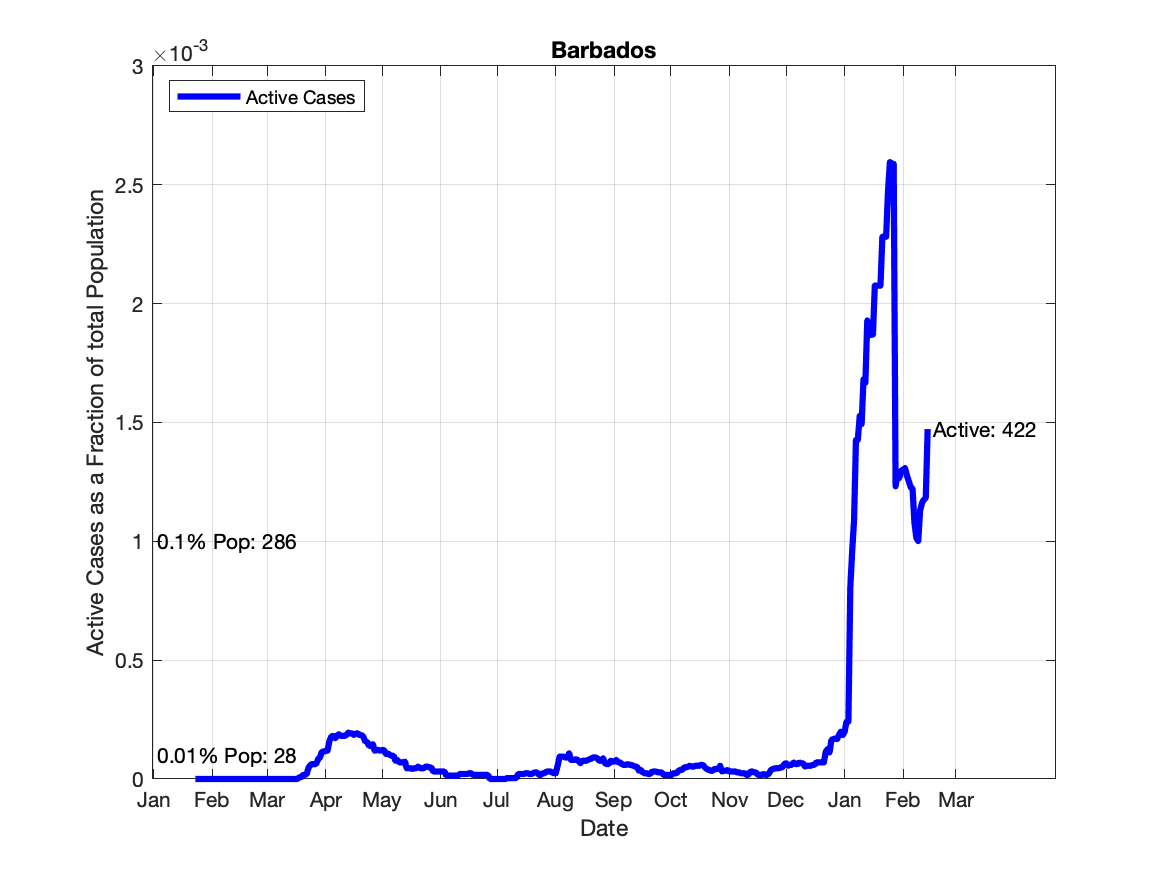 Barbados
×10-3
3
2.5
2
1.5
1
0.5
0
Active Cases as a Fraction of total Population
Active Cases
Active: 422
0.1% Pop: 286
0.01% Pop: 28
Jan Feb Mar Apr May Jun Jul Aug Sep Oct Nov Dec Jan Feb Mar
Date